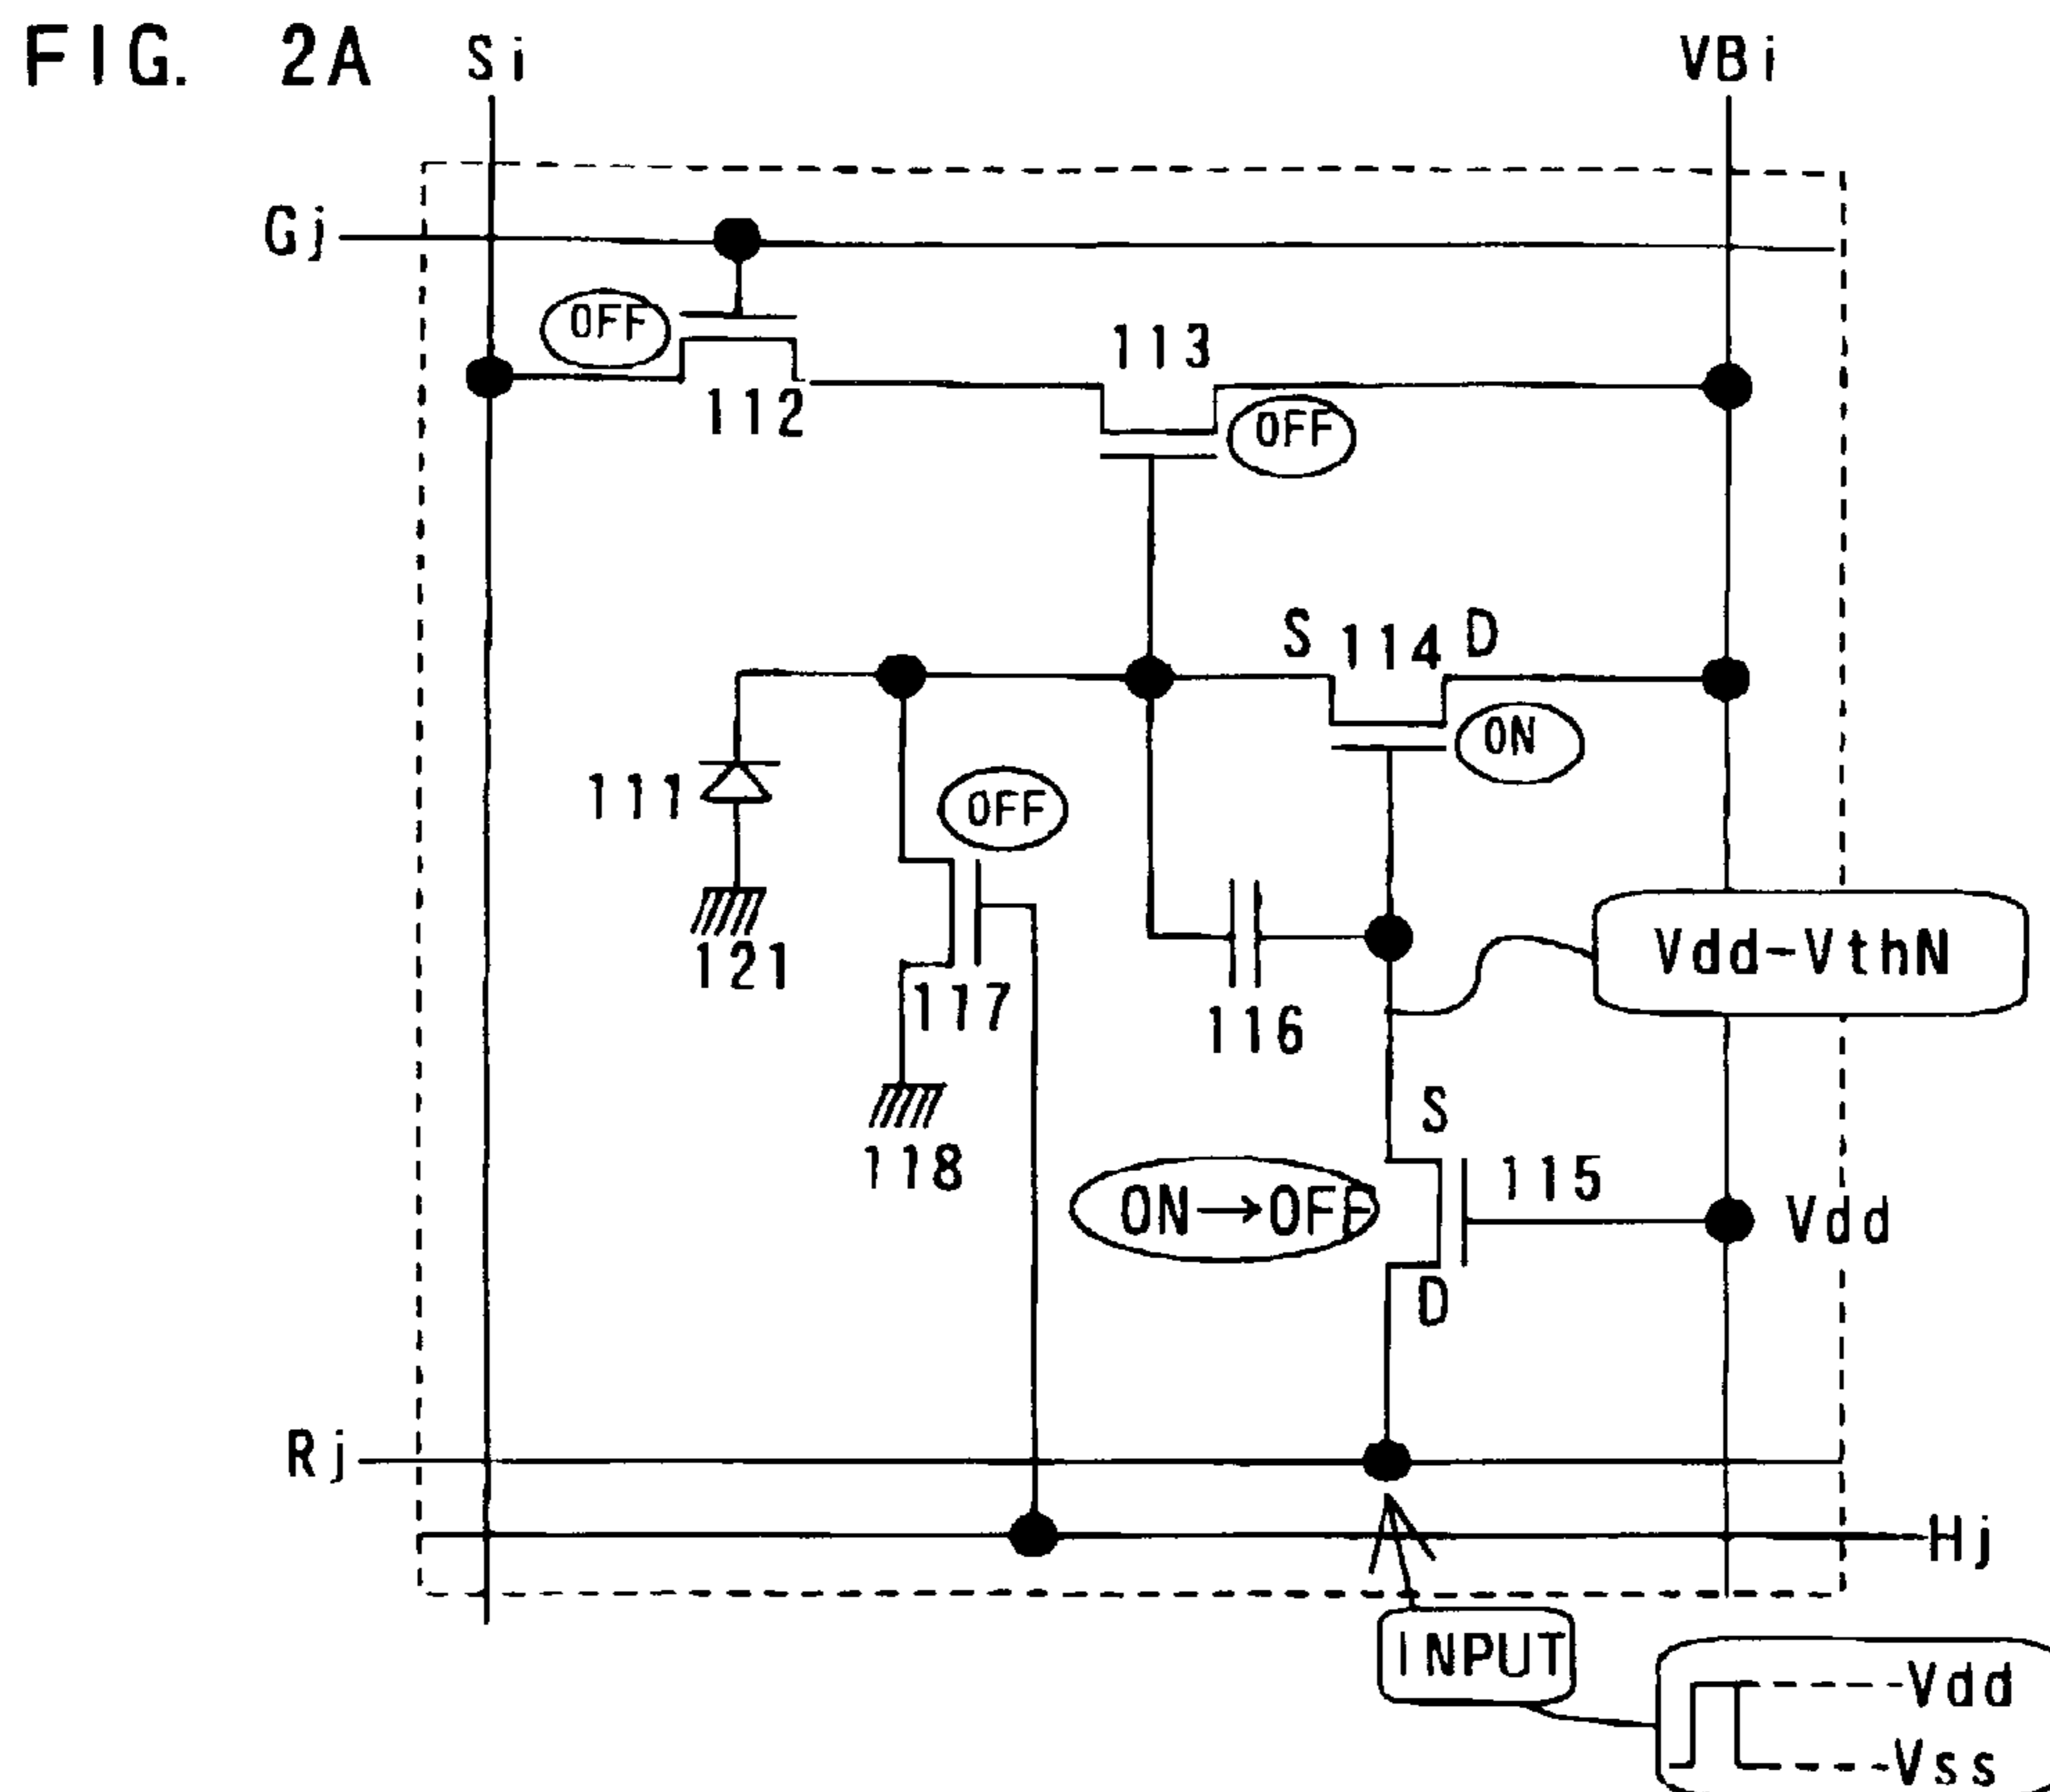 FIG. 2A
Si
VBi
Gj
OFF
112
113
OFF
S 114 D
ON
111
OFF
121
117
116
Vdd-VthN
118
S
115
ON→OFF
Vdd
D
Rj
Hj
INPUT
Vdd
Vss